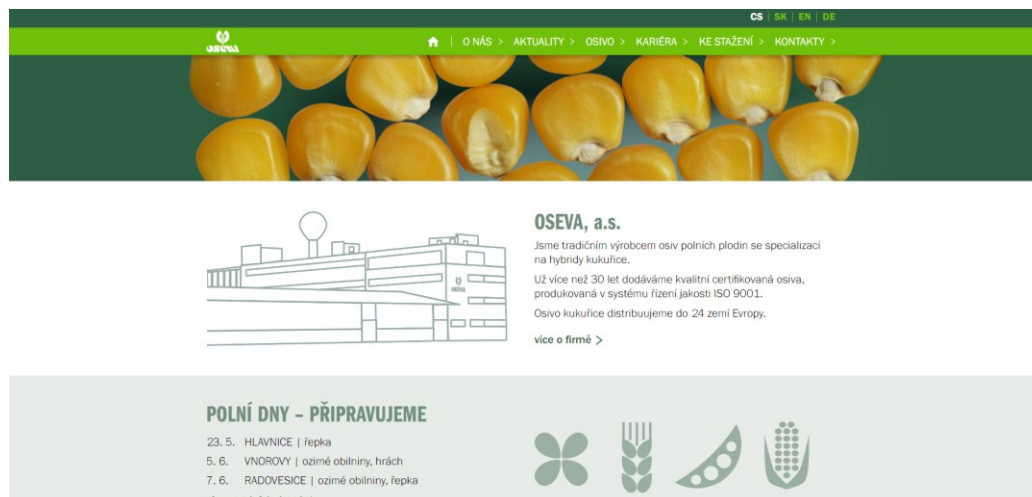 CS | SK | EN | DE
OSEVA
| O NÁS > AKTUALITY > OSIVO > KARIÉRA > KE STAŽENÍ > KONTAKTY >
OSEVA, a.s.
Jsme tradičním výrobcem osiv polních plodin se specializací
na hybridy kukuřice.
Už více než 30 let dodáváme kvalitní certifikovaná osiva,
produkovaná v systému řízení jakosti ISO 9001.
Osivo kukuřice distribuujeme do 24 zemí Evropy.
více o firmě >
OSEVA
POLNÍ DNY – PŘIPRAVUJEME
23. 5. HLAVNICE | řepka
5. 6. VNOROVY | ozimé obilniny, hrách
7. 6. RADOVESICE | ozimé obilniny, řepka